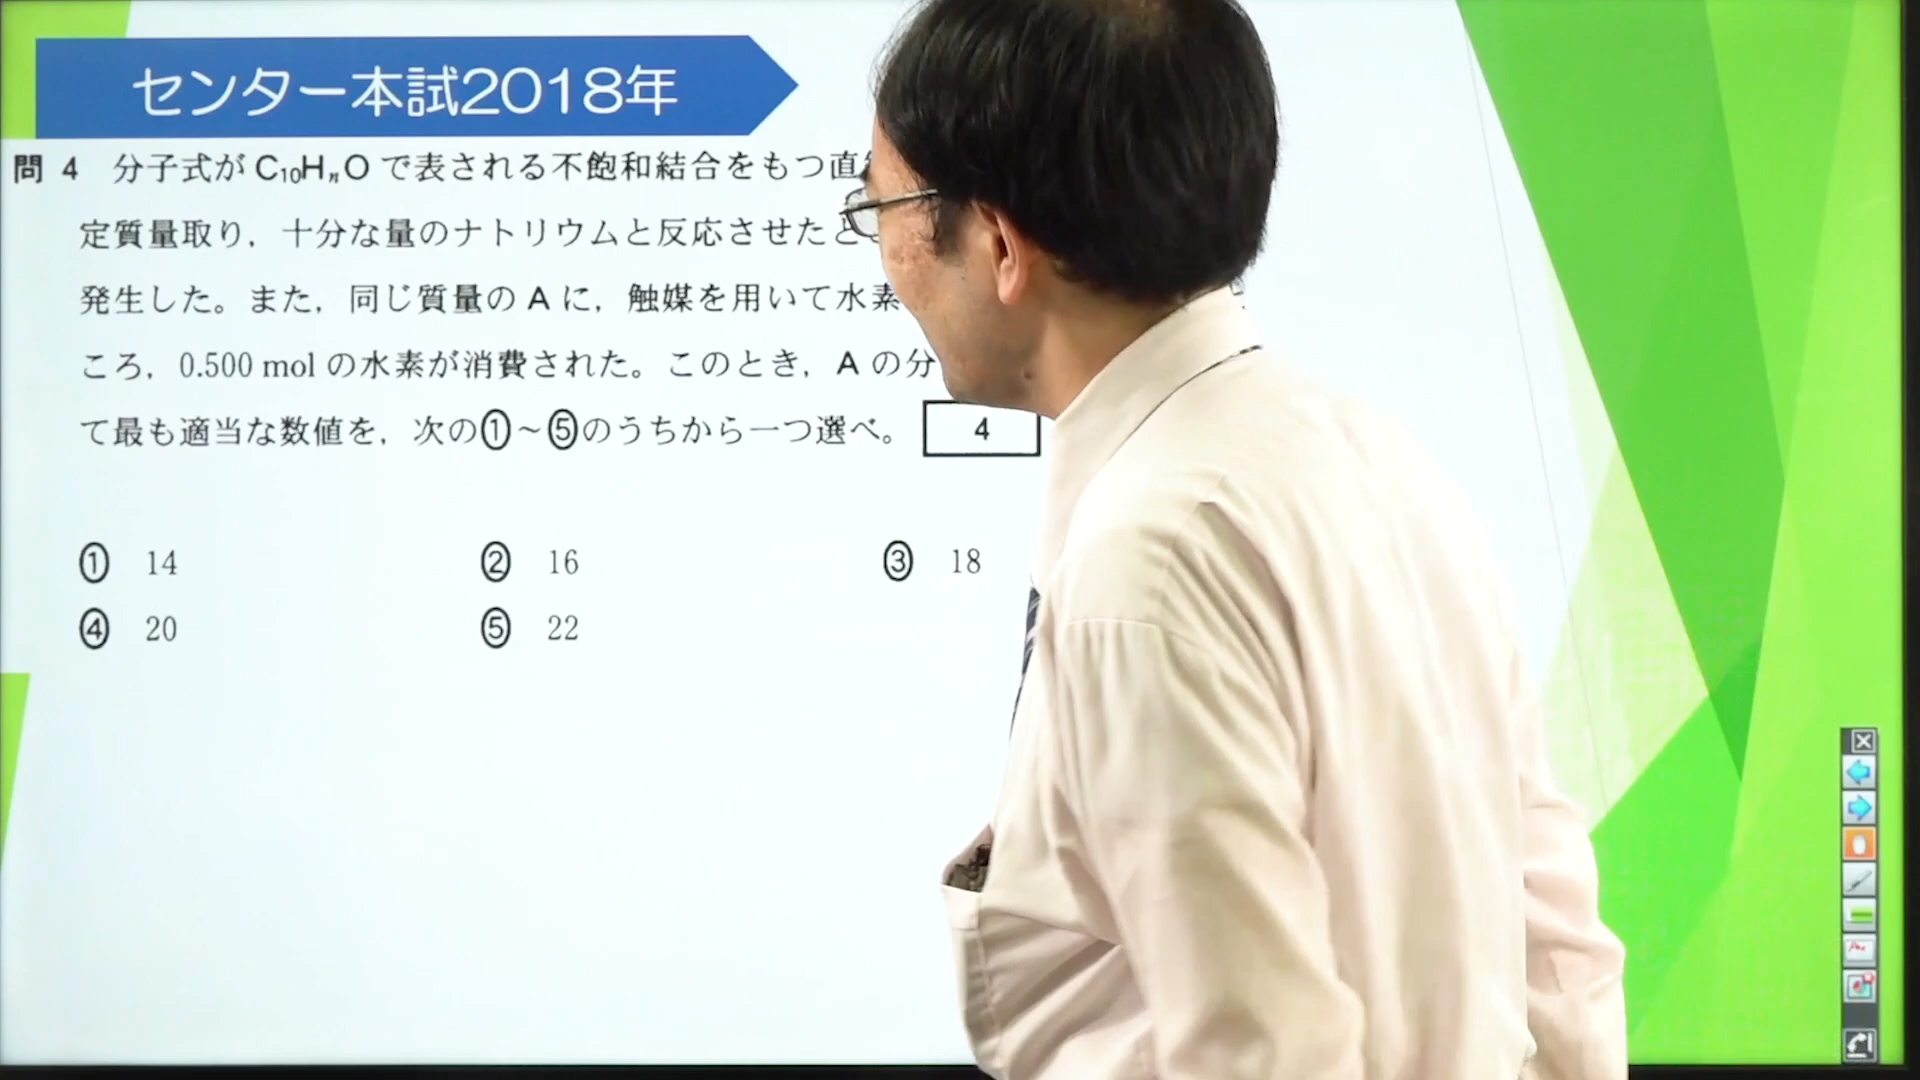 センター本試2018年
問 4 分子式が C₁₀HₙO で表される不飽和結合をもつ直
定質量取り，十分な量のナトリウムと反応させたと
発生した。また，同じ質量の A に，触媒を用いて水素
ころ，0.500 mol の水素が消費された。このとき，A の分
て最も適当な数値を，次の①～⑤のうちから一つ選べ。 4
① 14 ② 16 ③ 18
④ 20 ⑤ 22